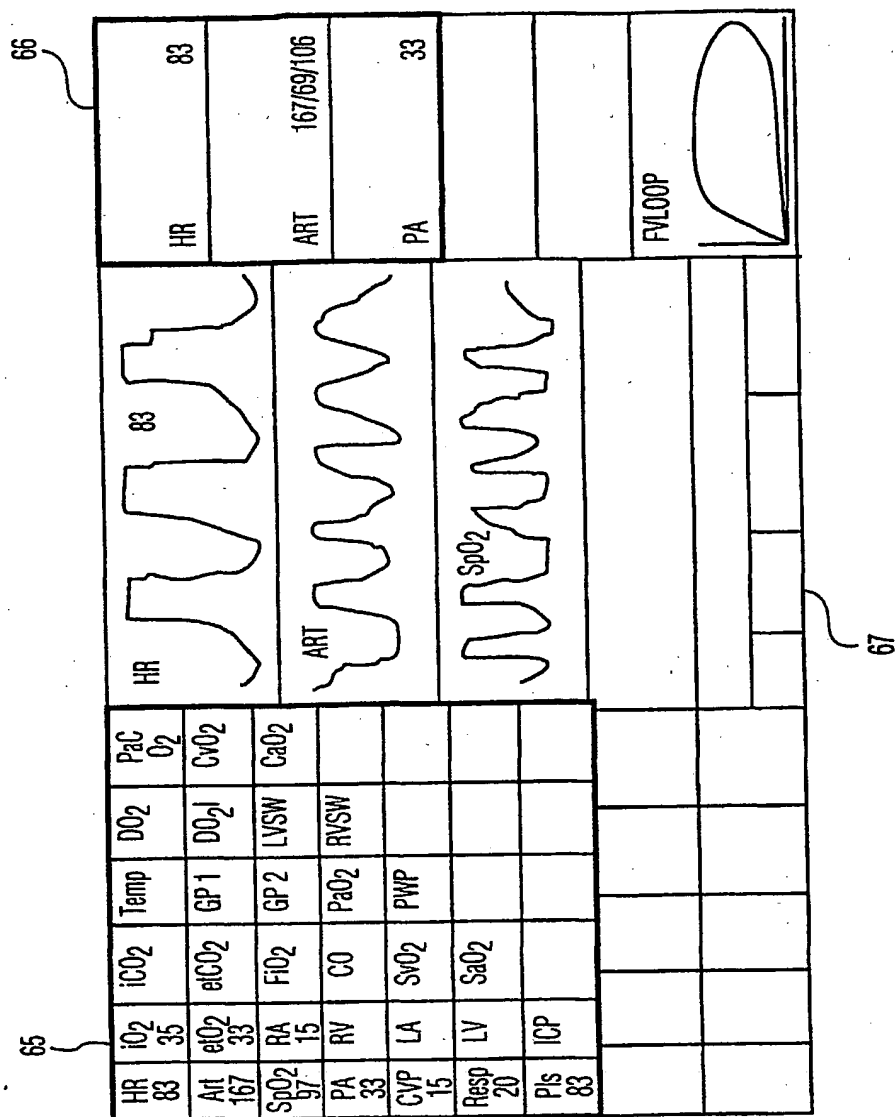 65
HR
83
iO2
35
iCO2
Temp
DO2
PaC
O2
Art
167
etO2
33
etCO2
GP 1
DO2I
CvO2
SpO2
97
RA
15
FiO2
GP 2
LVSW
CaO2
PA
33
RV
CO
PaO2
RVSW
CVP
15
LA
SvO2
PWP
Resp
20
LV
SaO2
Pls
83
ICP
HR
83
ART
SpO2
66
HR
83
ART
167/69/106
PA
33
FVLOOP
67